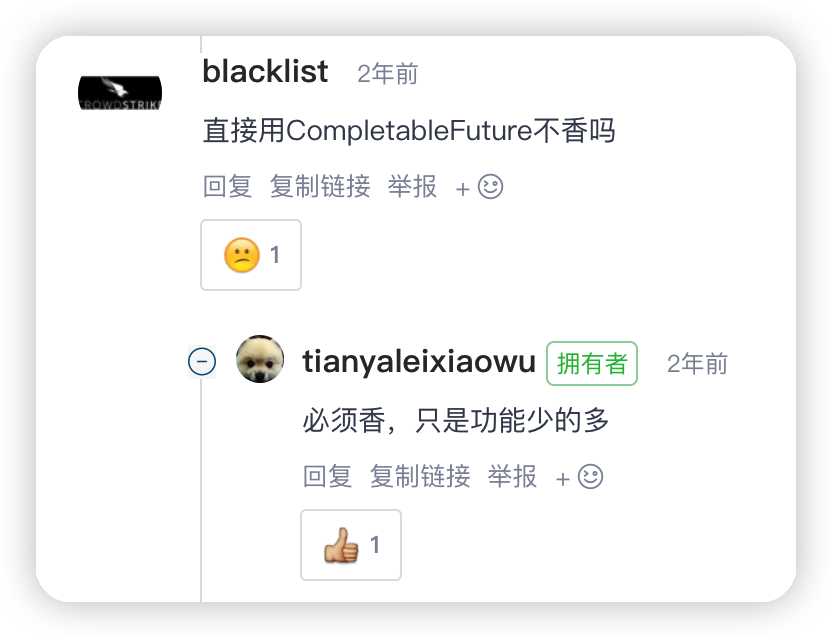 blacklist 2年前
CROWDSTRIKE
直接用CompletableFuture不香吗
回复 复制链接 举报 +
1
tianyaleixiaowu 拥有者 2年前
必须香，只是功能少的多
回复 复制链接 举报 +
1